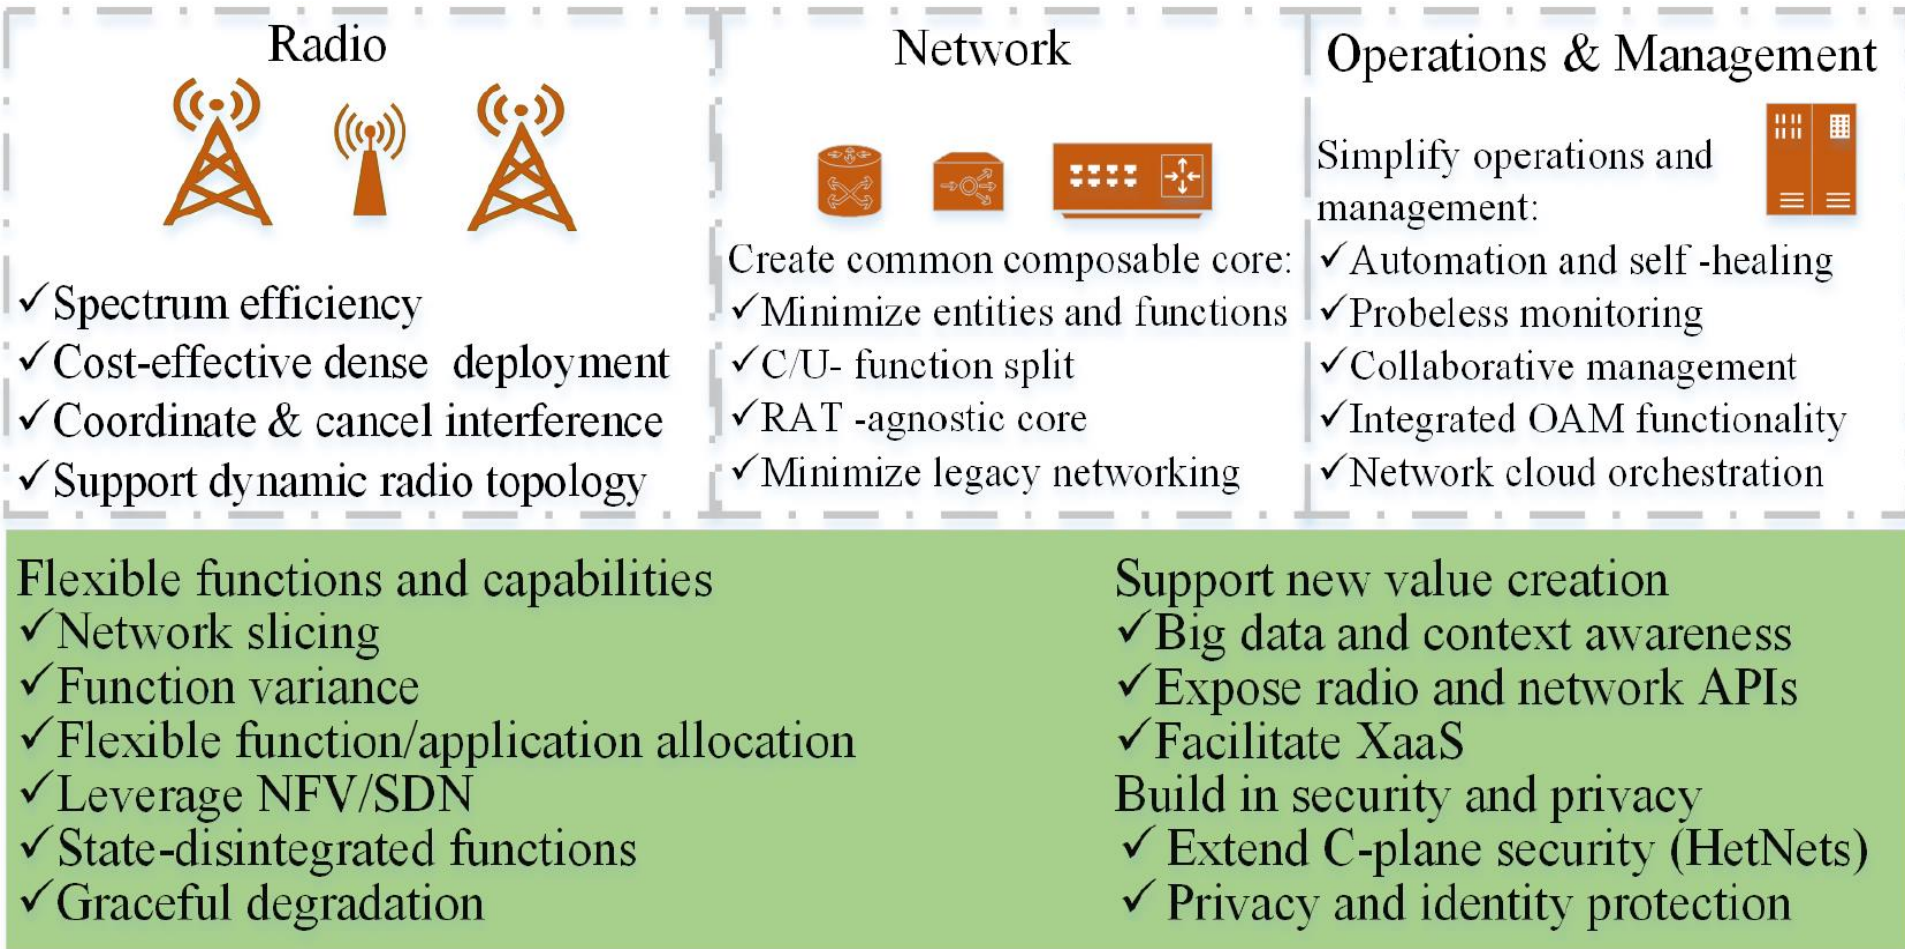 Radio
✓Spectrum efficiency
✓Cost-effective dense deployment
✓Coordinate & cancel interference
✓Support dynamic radio topology
Network
Create common composable core:
✓Minimize entities and functions
✓C/U- function split
✓RAT -agnostic core
✓Minimize legacy networking
Operations & Management
Simplify operations and
management:
✓Automation and self -healing
✓Probeless monitoring
✓Collaborative management
✓Integrated OAM functionality
✓Network cloud orchestration
Flexible functions and capabilities
✓Network slicing
✓Function variance
✓Flexible function/application allocation
✓Leverage NFV/SDN
✓State-disintegrated functions
✓Graceful degradation
Support new value creation
✓Big data and context awareness
✓Expose radio and network APIs
✓Facilitate XaaS
Build in security and privacy
✓ Extend C-plane security (HetNets)
✓ Privacy and identity protection